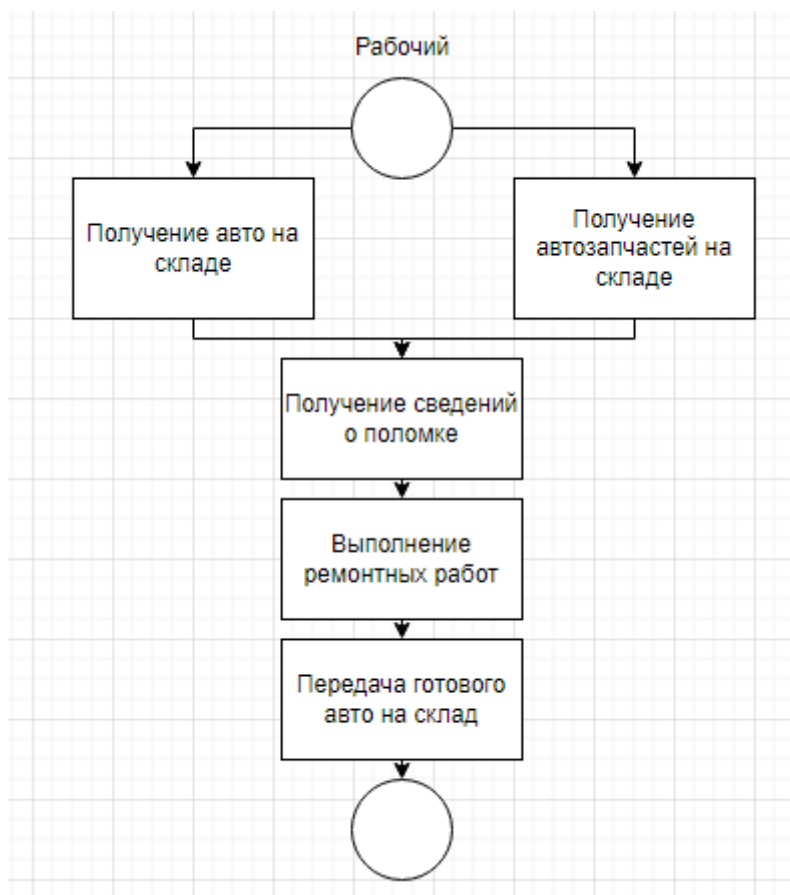 Рабочий
Получение авто на
складе
Получение
автозапчастей на
складе
Получение сведений
о поломке
Выполнение
ремонтных работ
Передача готового
авто на склад